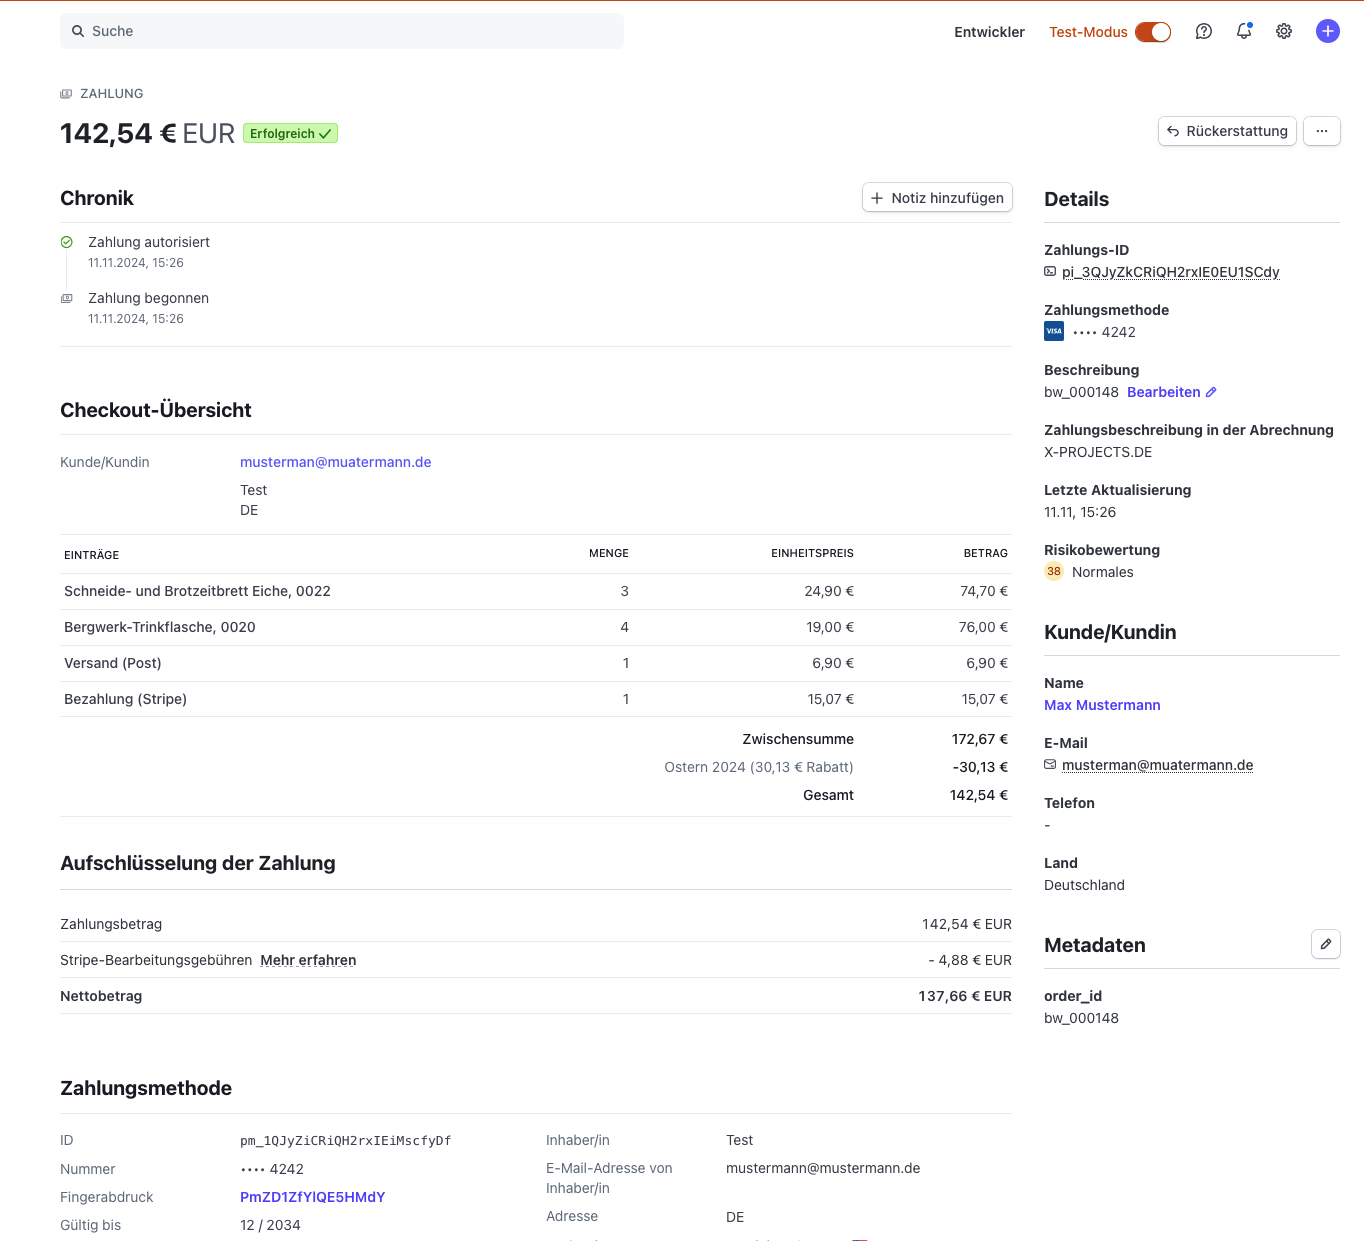 Suche
Entwickler
Test-Modus
ZAHLUNG
142,54 € EUR Erfolgreich
Rückerstattung
Chronik
Notiz hinzufügen
Zahlung autorisiert
11.11.2024, 15:26
Zahlung begonnen
11.11.2024, 15:26
Checkout-Übersicht
Kunde/Kundin musterman@muatermann.de
Test
DE
EINTRÄGE MENGE EINHEITSPREIS BETRAG
Schneide- und Brotzeitbrett Eiche, 0022 3 24,90 € 74,70 €
Bergwerk-Trinkflasche, 0020 4 19,00 € 76,00 €
Versand (Post) 1 6,90 € 6,90 €
Bezahlung (Stripe) 1 15,07 € 15,07 €
Zwischensumme 172,67 €
Ostern 2024 (30,13 € Rabatt) -30,13 €
Gesamt 142,54 €
Aufschlüsselung der Zahlung
Zahlungsbetrag 142,54 € EUR
Stripe-Bearbeitungsgebühren Mehr erfahren - 4,88 € EUR
Nettobetrag 137,66 € EUR
Zahlungsmethode
ID pm_1QJyZiCRiQH2rxIEiMscfyDf
Nummer •••• 4242
Fingerabdruck PmZD1ZfYIQE5HMdY
Gültig bis 12 / 2034
Inhaber/in Test
E-Mail-Adresse von mustermann@mustermann.de
Inhaber/in
Adresse DE
Details
Zahlungs-ID
pi_3QJyZkCRiQH2rxIE0EU1SCdy
Zahlungsmethode
VISA •••• 4242
Beschreibung
bw_000148 Bearbeiten
Zahlungsbeschreibung in der Abrechnung
X-PROJECTS.DE
Letzte Aktualisierung
11.11, 15:26
Risikobewertung
38 Normales
Kunde/Kundin
Name
Max Mustermann
E-Mail
musterman@muatermann.de
Telefon
-
Land
Deutschland
Metadaten
order_id
bw_000148